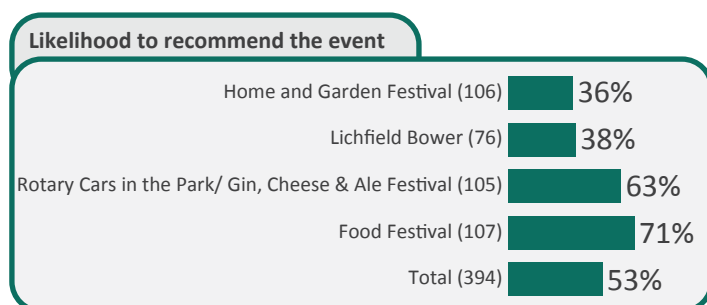 Likelihood to recommend the event
Home and Garden Festival (106) 36%
Lichfield Bower (76) 38%
Rotary Cars in the Park/ Gin, Cheese & Ale Festival (105) 63%
Food Festival (107) 71%
Total (394) 53%